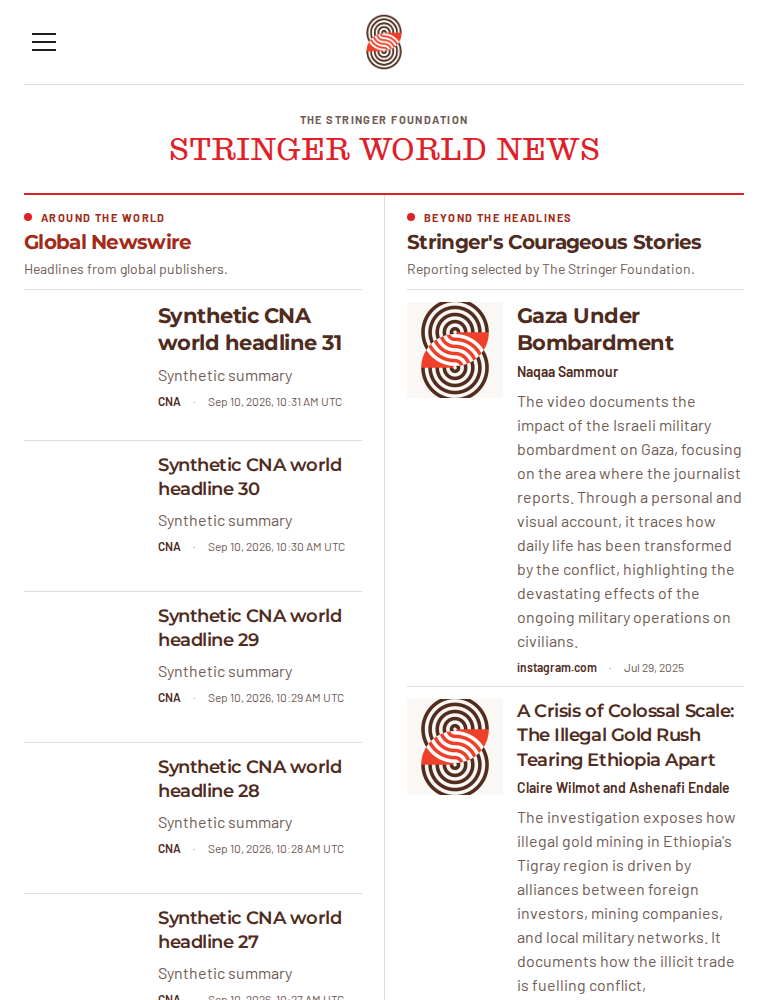 THE STRINGER FOUNDATION
STRINGER WORLD NEWS
AROUND THE WORLD
Global Newswire
Headlines from global publishers.
Synthetic CNA
world headline 31
Synthetic summary
CNA · Sep 10, 2026, 10:31 AM UTC
Synthetic CNA world
headline 30
Synthetic summary
CNA · Sep 10, 2026, 10:30 AM UTC
Synthetic CNA world
headline 29
Synthetic summary
CNA · Sep 10, 2026, 10:29 AM UTC
Synthetic CNA world
headline 28
Synthetic summary
CNA · Sep 10, 2026, 10:28 AM UTC
Synthetic CNA world
headline 27
Synthetic summary
CNA · Sep 10, 2026, 10:27 AM UTC
BEYOND THE HEADLINES
Stringer's Courageous Stories
Reporting selected by The Stringer Foundation.
Gaza Under
Bombardment
Naqaa Sammour
The video documents the
impact of the Israeli military
bombardment on Gaza, focusing
on the area where the journalist
reports. Through a personal and
visual account, it traces how
daily life has been transformed
by the conflict, highlighting the
devastating effects of the
ongoing military operations on
civilians.
instagram.com · Jul 29, 2025
A Crisis of Colossal Scale:
The Illegal Gold Rush
Tearing Ethiopia Apart
Claire Wilmot and Ashenafi Endale
The investigation exposes how
illegal gold mining in Ethiopia's
Tigray region is driven by
alliances between foreign
investors, mining companies,
and local military networks. It
documents how the illicit trade
is fuelling conflict,